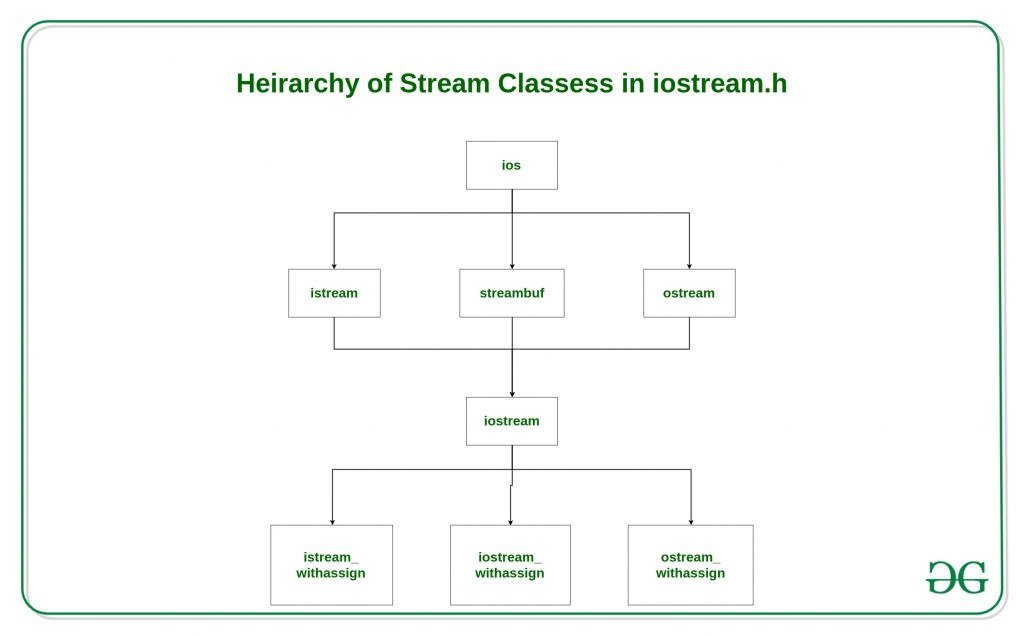 Heirarchy of Stream Classess in iostream.h
ios
istream
streambuf
ostream
iostream
istream_
withassign
iostream_
withassign
ostream_
withassign